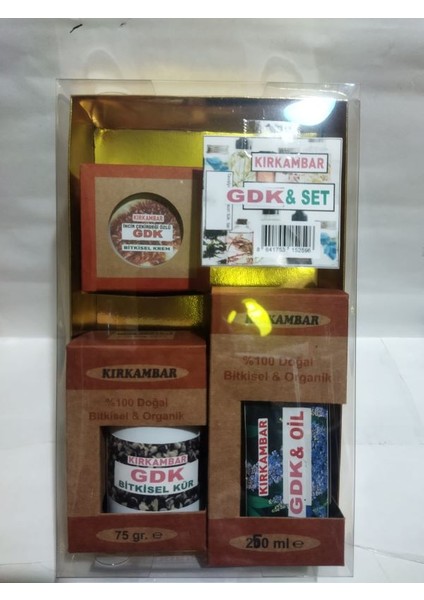 KIRKAMBAR
GDK
BİTKİSEL KREM
KIRKAMBAR
GDK & SET
KIRKAMBAR
%100 Doğal
Bitkisel & Organik
KIRKAMBAR
GDK
BİTKİSEL KÜR
75 gr. ℮
KIRKAMBAR
%100 Doğal
Bitkisel & Organik
KIRKAMBAR
GDK & OİL
250 ml ℮